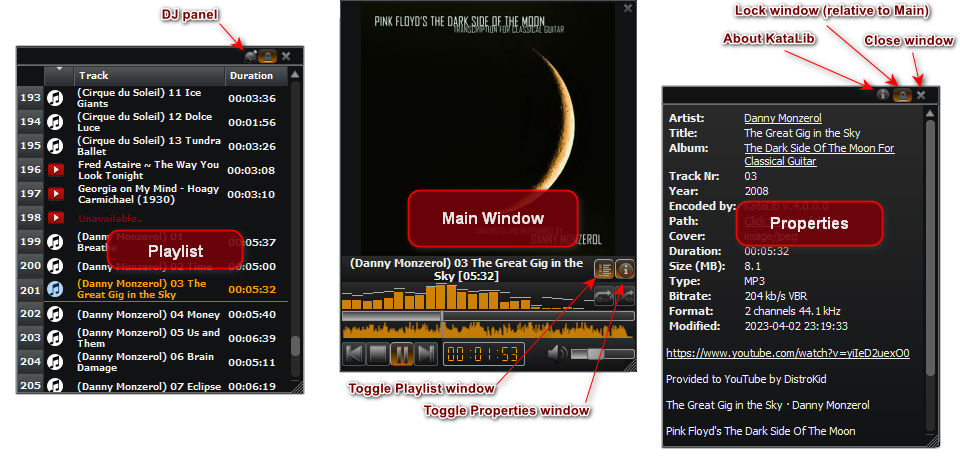 DJ panel
Track Duration
193 (Cirque du Soleil) 11 Ice Giants 00:03:36
194 (Cirque du Soleil) 12 Dolce Luce 00:01:56
195 (Cirque du Soleil) 13 Tundra Ballet 00:03:26
196 Fred Astaire ~ The Way You Look Tonight 00:03:08
197 Georgia on My Mind - Hoagy Carmichael (1930) 00:03:10
198 Unavailable..
199 (Danny Monzerol) 01 Breathe 00:05:37
200 (Danny Monzerol) 02 Time 00:05:00
201 (Danny Monzerol) 03 The Great Gig in the Sky 00:05:32
202 (Danny Monzerol) 04 Money 00:05:40
203 (Danny Monzerol) 05 Us and Them 00:06:39
204 (Danny Monzerol) 06 Brain Damage 00:05:11
205 (Danny Monzerol) 07 Eclipse 00:06:19
Playlist
PINK FLOYD'S THE DARK SIDE OF THE MOON
TRANSCRIPTION FOR CLASSICAL GUITAR
Main Window
DANNY MONZEROL
(Danny Monzerol) 03 The Great Gig in the
Sky [05:32]
00:01:53
Toggle Playlist window
Toggle Properties window
Lock window (relative to Main)
About KataLib
Close window
Artist: Danny Monzerol
Title: The Great Gig in the Sky
Album: The Dark Side Of The Moon For
Classical Guitar
Track Nr: 03
Year: 2008
Encoded by:
Path: Click
Properties
Cover: image/jpeg
Duration: 00:05:32
Size (MB): 8.1
Type: MP3
Bitrate: 204 kb/s VBR
Format: 2 channels 44.1 kHz
Modified: 2023-04-02 23:19:33
https://www.youtube.com/watch?v=yiIeD2uexO0
Provided to YouTube by DistroKid
The Great Gig in the Sky · Danny Monzerol
Pink Floyd's The Dark Side Of The Moon